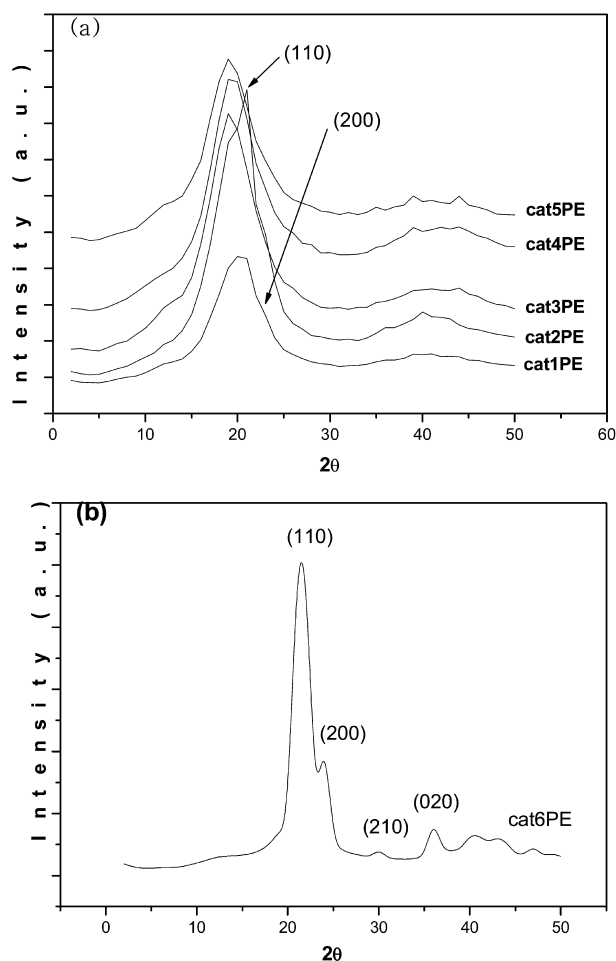 (a)
(110)
(200)
cat5PE
cat4PE
cat3PE
cat2PE
cat1PE
Intensity (a.u.)
0 10 20 30 40 50 60
2θ
(b)
(110)
(200)
(210)
(020)
cat6PE
Intensity (a.u.)
0 10 20 30 40 50
2θ